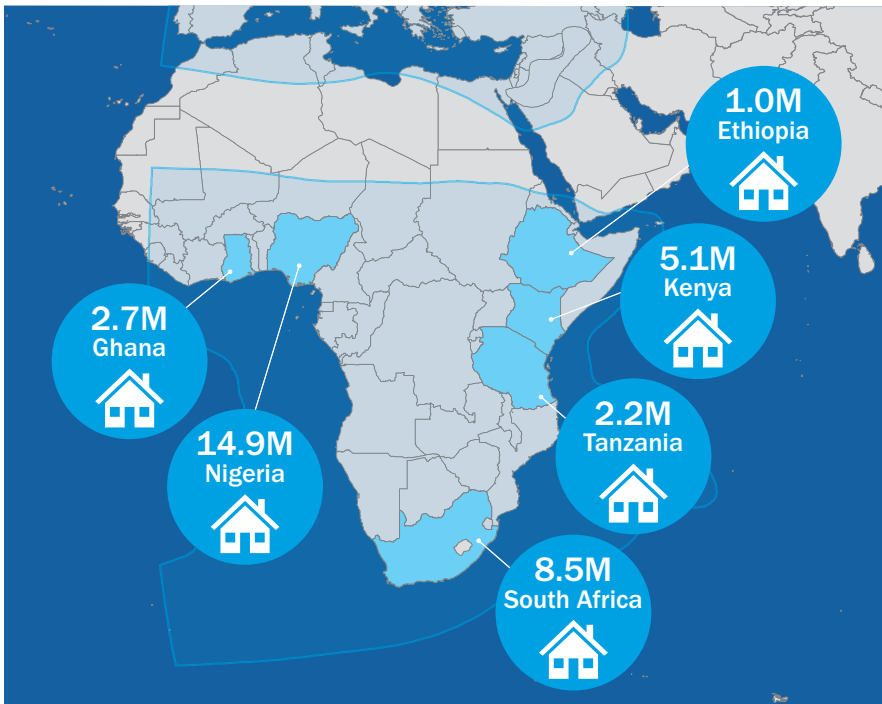 1.0M
Ethiopia
5.1M
Kenya
2.7M
Ghana
14.9M
Nigeria
2.2M
Tanzania
8.5M
South Africa